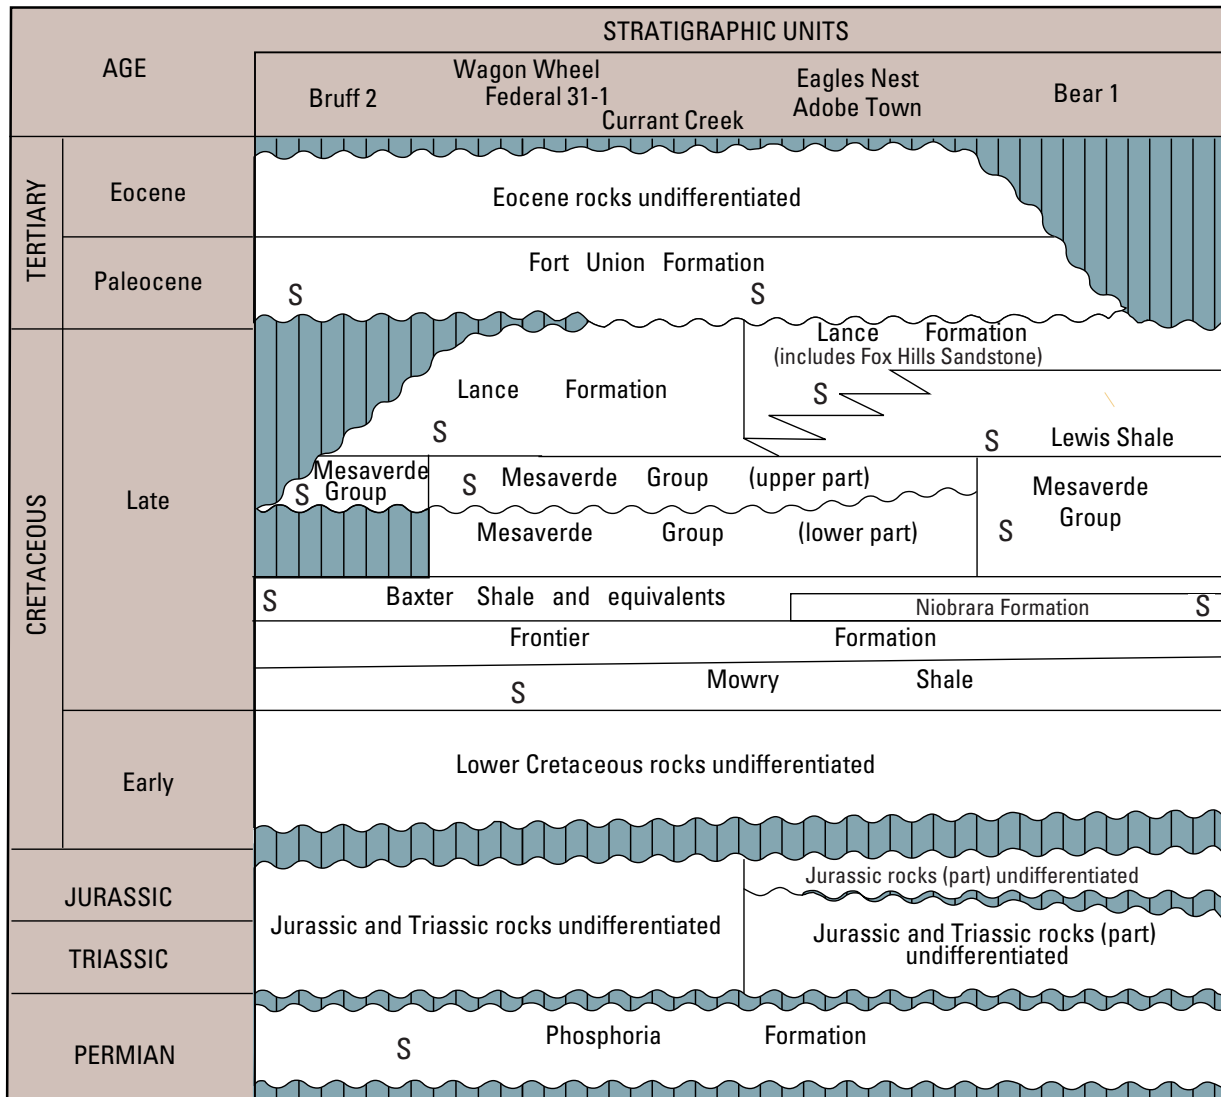 STRATIGRAPHIC UNITS
AGE
Bruff 2
Wagon Wheel
Federal 31-1
Currant Creek
Eagles Nest
Adobe Town
Bear 1
TERTIARY
Eocene
Eocene rocks undifferentiated
Paleocene
Fort Union Formation
S
S
CRETACEOUS
Late
Lance Formation
(includes Fox Hills Sandstone)
Lance Formation
S
S
S
Lewis Shale
Mesaverde
Group
S
S
Mesaverde Group (upper part)
Mesaverde
Group
S
Mesaverde Group (lower part)
S
Baxter Shale and equivalents
Niobrara Formation
S
Frontier Formation
Mowry Shale
S
Early
Lower Cretaceous rocks undifferentiated
JURASSIC
Jurassic rocks (part) undifferentiated
Jurassic and Triassic rocks undifferentiated
TRIASSIC
Jurassic and Triassic rocks (part)
undifferentiated
PERMIAN
Phosphoria Formation
S